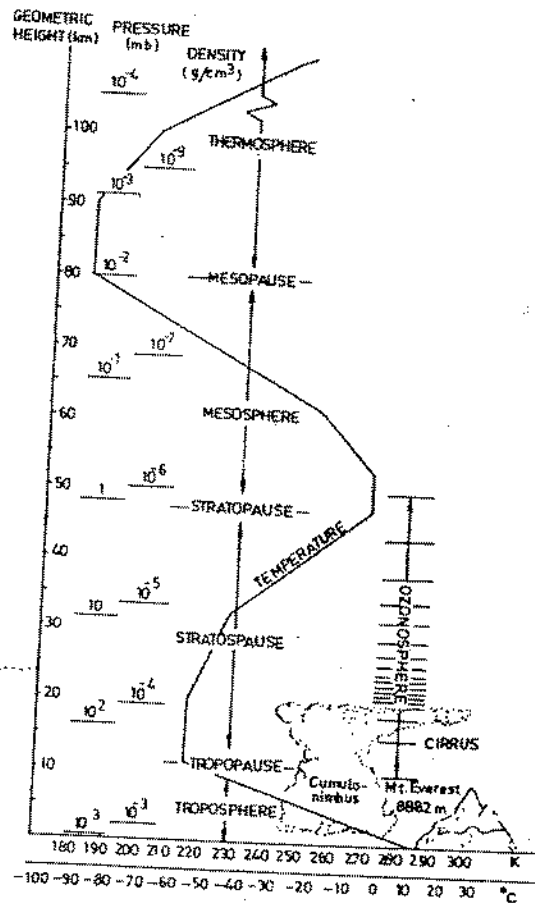 GEOMETRIC HEIGHT (km)
PRESSURE (mb)
DENSITY (g/cm³)
10⁻⁴
100
THERMOSPHERE
10⁻⁹
10⁻³
90
10⁻²
80
MESOPAUSE
70
10⁻⁷
10⁻¹
60
MESOSPHERE
10⁻⁶
1
50
STRATOPAUSE
40
TEMPERATURE
10⁻⁵
10
30
STRATOSPAUSE
OZONOSPHERE
10⁻⁴
20
10²
CIRRUS
10
TROPOPAUSE
Cumulo-
nimbus
Mt. Everest
8882 m
10⁻³
10³
TROPOSPHERE
180 190 200 210 220 230 240 250 260 270 280 290 300 K
-100 -90 -80 -70 -60 -50 -40 -30 -20 -10 0 10 20 30 °C